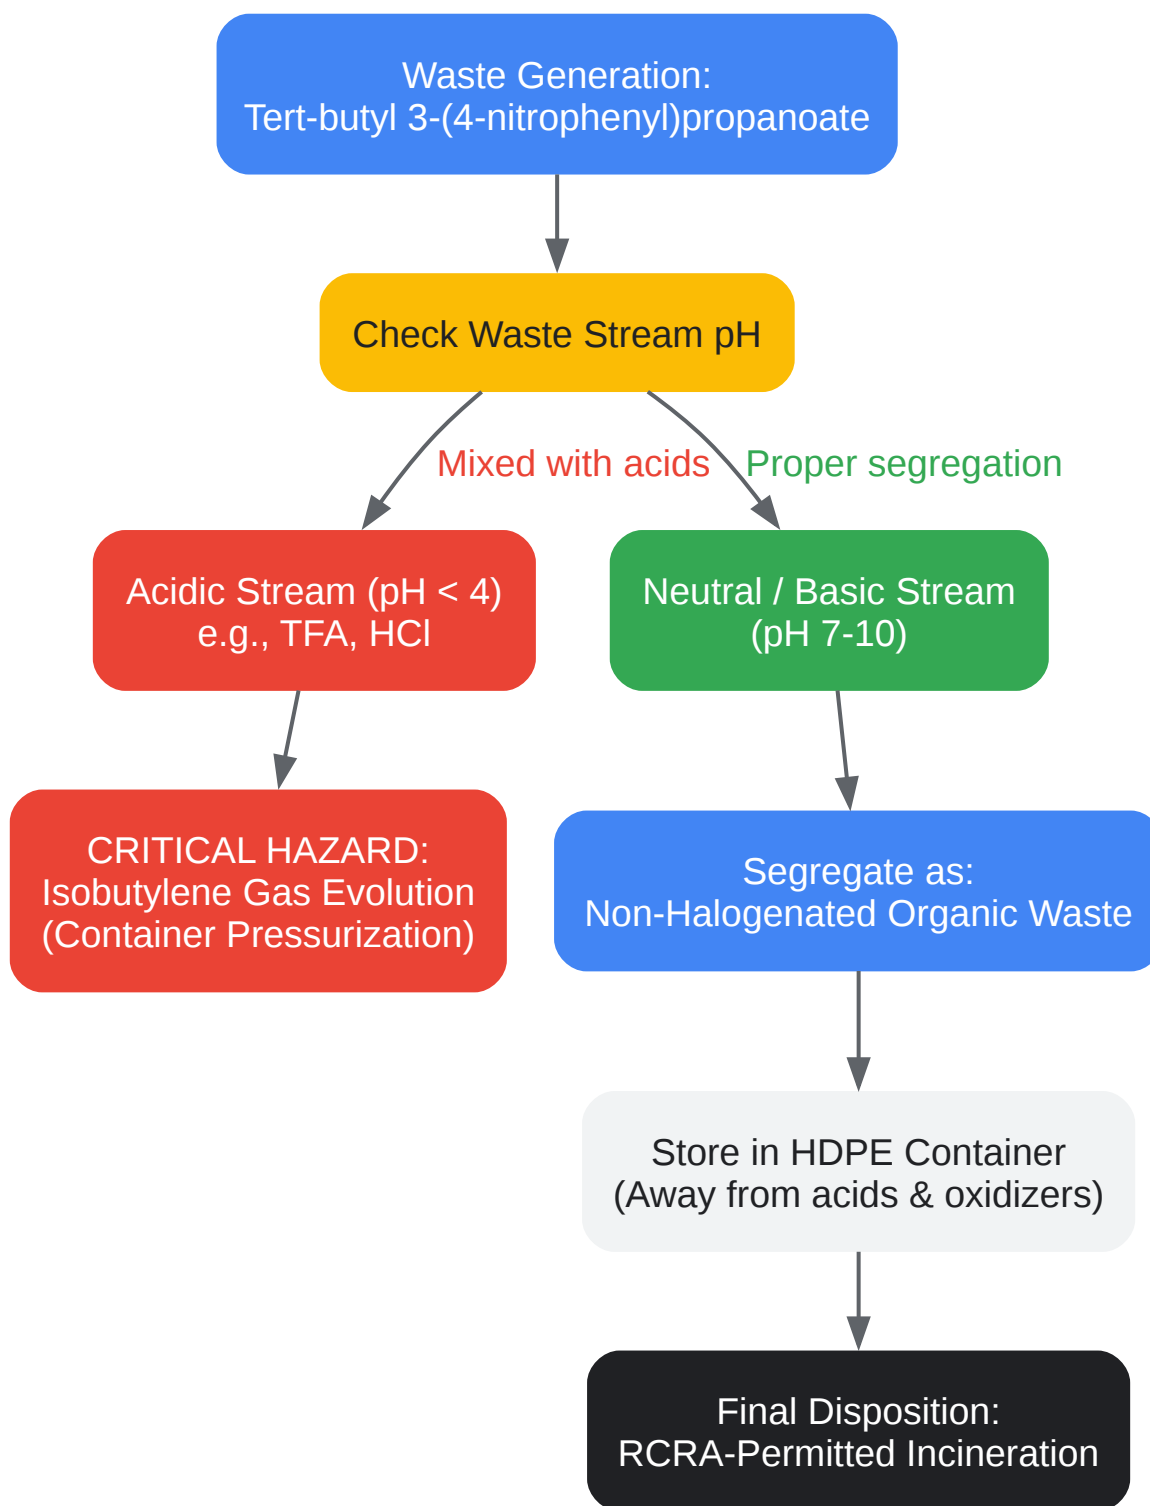 Waste Generation:
Tert-butyl 3-(4-nitrophenyl)propanoate
Check Waste Stream pH
Mixed with acids
Proper segregation
Acidic Stream (pH < 4)
e.g., TFA, HCl
Neutral / Basic Stream
(pH 7-10)
CRITICAL HAZARD:
Isobutylene Gas Evolution
(Container Pressurization)
Segregate as:
Non-Halogenated Organic Waste
Store in HDPE Container
(Away from acids & oxidizers)
Final Disposition:
RCRA-Permitted Incineration